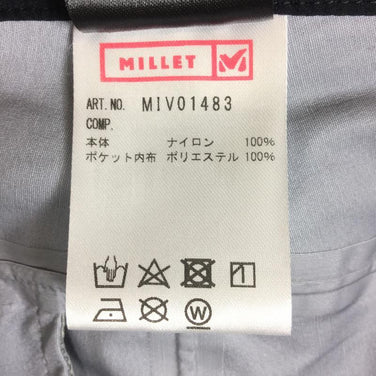 MILLET
ART.NO. MIV01483
COMP.
本体 ナイロン 100%
ポケット内布 ポリエステル 100%
W